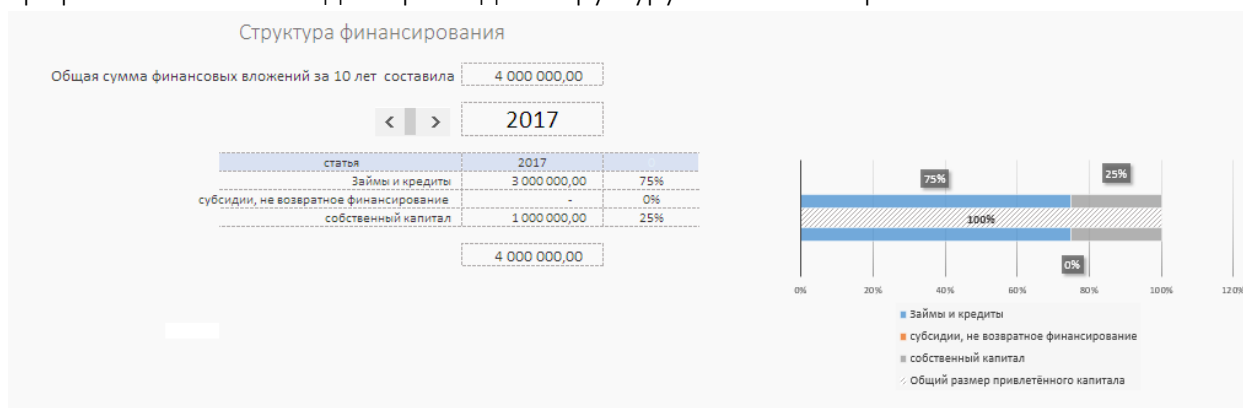 Структура финансирования
Общая сумма финансовых вложений за 10 лет составила 4 000 000,00
2017
статья 2017
Займы и кредиты 3 000 000,00 75%
субсидии, не возвратное финансирование - 0%
собственный капитал 1 000 000,00 25%
4 000 000,00
75% 25%
100%
0%
0% 20% 40% 60% 80% 100% 120%
Займы и кредиты
субсидии, не возвратное финансирование
собственный капитал
Общий размер привлетённого капитала